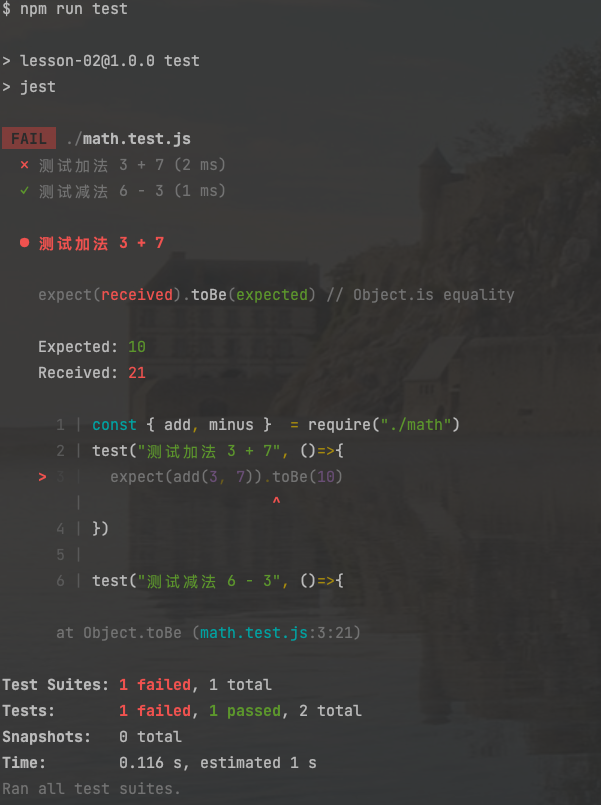 $ npm run test
> lesson-02@1.0.0 test
> jest
FAIL ./math.test.js
× 测试加法 3 + 7 (2 ms)
✓ 测试减法 6 - 3 (1 ms)
● 测试加法 3 + 7
expect(received).toBe(expected) // Object.is equality
Expected: 10
Received: 21
1 | const { add, minus }  = require("./math")
2 | test("测试加法 3 + 7", ()=>{
> 3 |   expect(add(3, 7)).toBe(10)
|                     ^
4 | })
5 |
6 | test("测试减法 6 - 3", ()=>{
at Object.toBe (math.test.js:3:21)
Test Suites: 1 failed, 1 total
Tests:       1 failed, 1 passed, 2 total
Snapshots:   0 total
Time:        0.116 s, estimated 1 s
Ran all test suites.